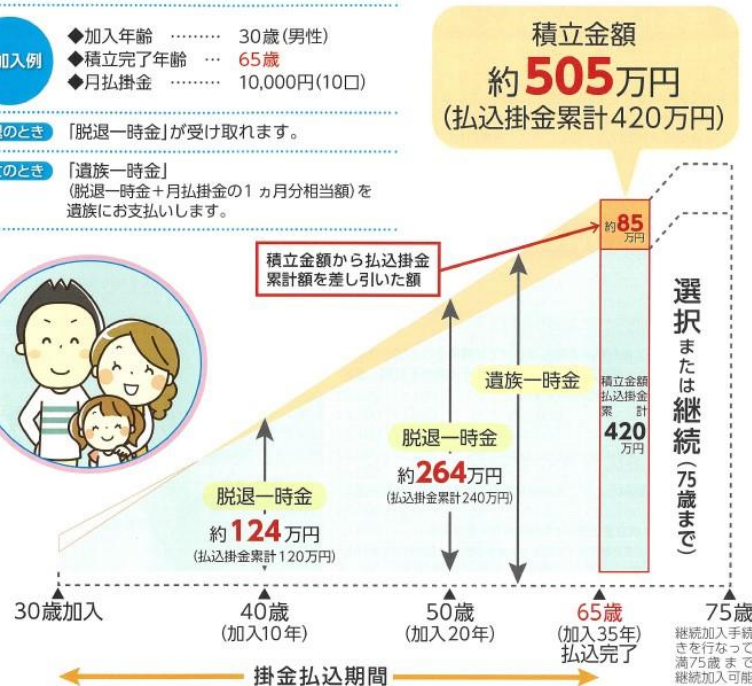 加入例
◆加入年齢 ……… 30歳(男性)
◆積立完了年齢 … 65歳
◆月払掛金 ……… 10,000円(10口)
のとき 「脱退一時金」が受け取れます。
のとき 「遺族一時金」
(脱退一時金+月払掛金の1ヵ月分相当額)を
遺族にお支払いします。
積立金額
約505万円
(払込掛金累計420万円)
約85
万円
積立金額から払込掛金
累計額を差し引いた額
選択または継続(75歳まで)
遺族一時金
積立金額
払込掛金
累計
420
万円
脱退一時金
約264万円
(払込掛金累計240万円)
脱退一時金
約124万円
(払込掛金累計120万円)
30歳加入
40歳
(加入10年)
50歳
(加入20年)
65歳
(加入35年)
払込完了
75歳
継続加入手続
きを行なって
満75歳まで
継続加入可能
掛金払込期間